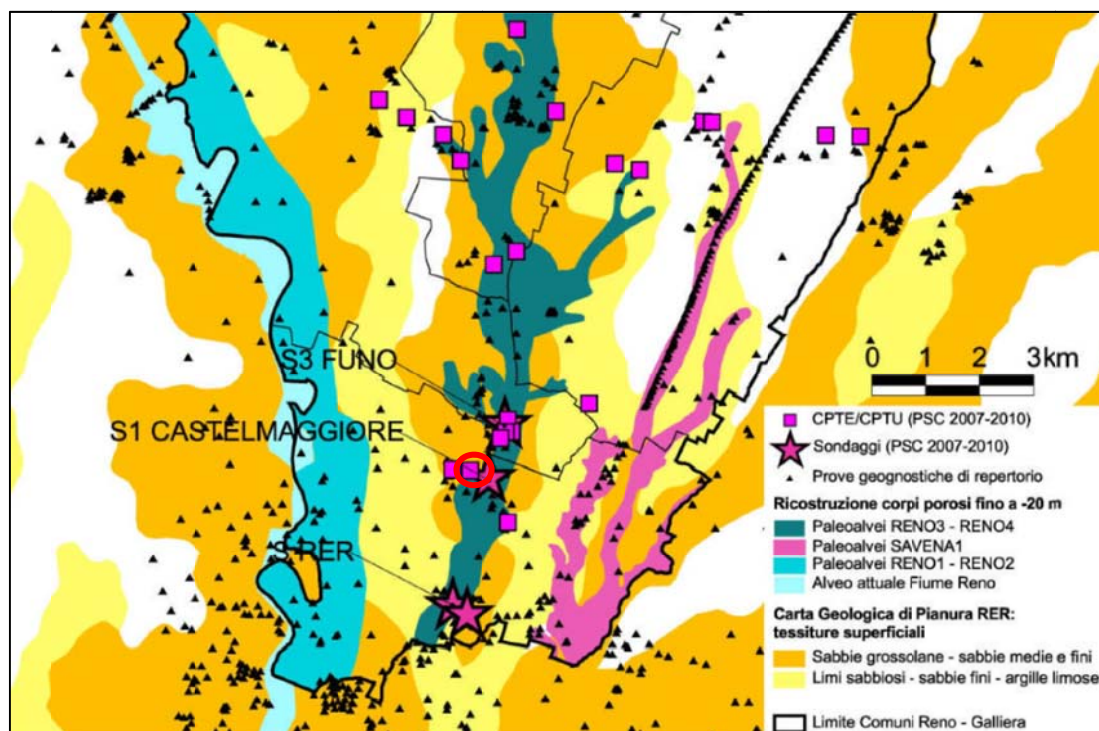 S3 FUNO
S1 CASTELMAGGIORE
S RER
0 1 2 3km
CPTE/CPTU (PSC 2007-2010)
Sondaggi (PSC 2007-2010)
Prove geognostiche di repertorio
Ricostruzione corpi porosi fino a -20 m
Paleoalvei RENO3 - RENO4
Paleoalvei SAVENA1
Paleoalvei RENO1 - RENO2
Alveo attuale Fiume Reno
Carta Geologica di Pianura RER:
tessiture superficiali
Sabbie grossolane - sabbie medie e fini
Limi sabbiosi - sabbie fini - argille limose
Limite Comuni Reno - Galliera